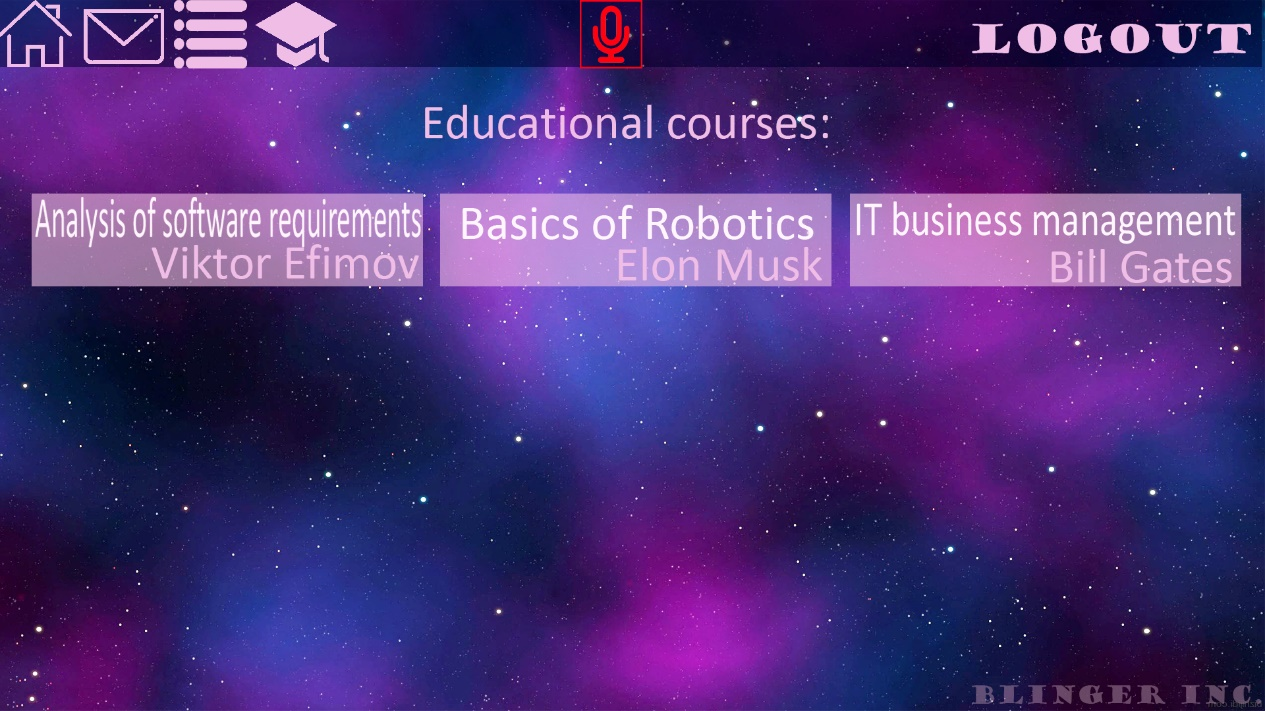 LOGOUT
Educational courses:
Analysis of software requirements
Viktor Efimov
Basics of Robotics
Elon Musk
IT business management
Bill Gates
BLINGER INC.